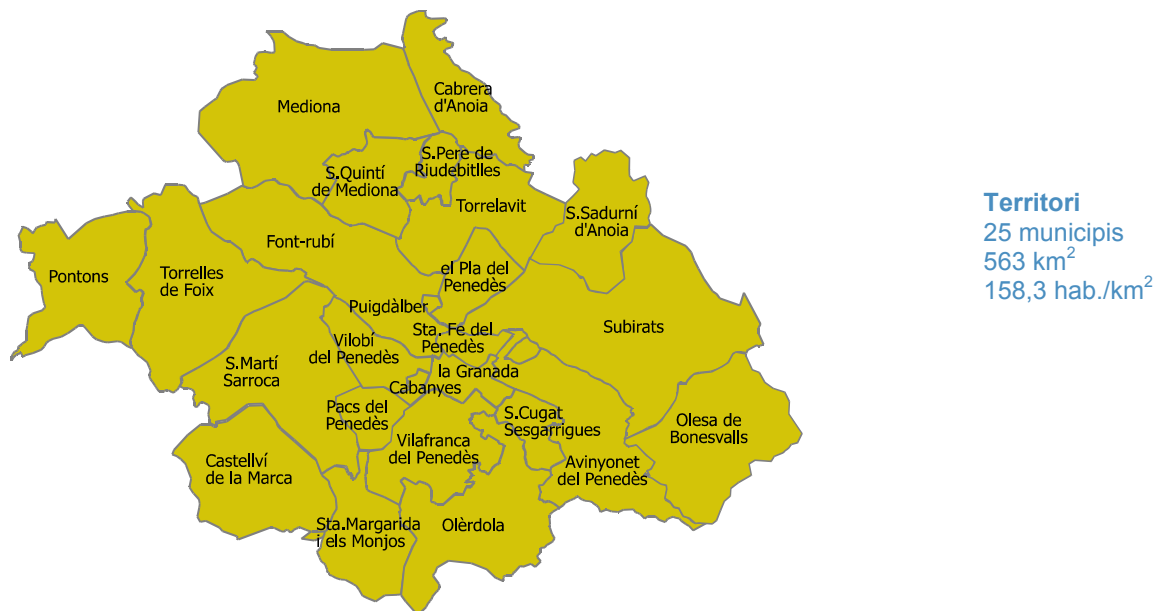 Cabrera
d'Anoia
Mediona
S.Pere de
Riudebitlles
S.Quintí
de Mediona
Torrelavit
S.Sadurní
d'Anoia
Font-rubí
Pontons
Torrelles
de Foix
el Pla del
Penedès
Puigdàlber
Subirats
Sta. Fe del
Penedès
Vilobí
del Penedès
S.Martí
Sarroca
la Granada
Cabanyes
Pacs del
Penedès
S.Cugat
Sesgarrigues
Olesa de
Bonesvalls
Vilafranca
del Penedès
Castellví
de la Marca
Avinyonet
del Penedès
Sta.Margarida
i els Monjos
Olèrdola
Territori
25 municipis
563 km²
158,3 hab./km²